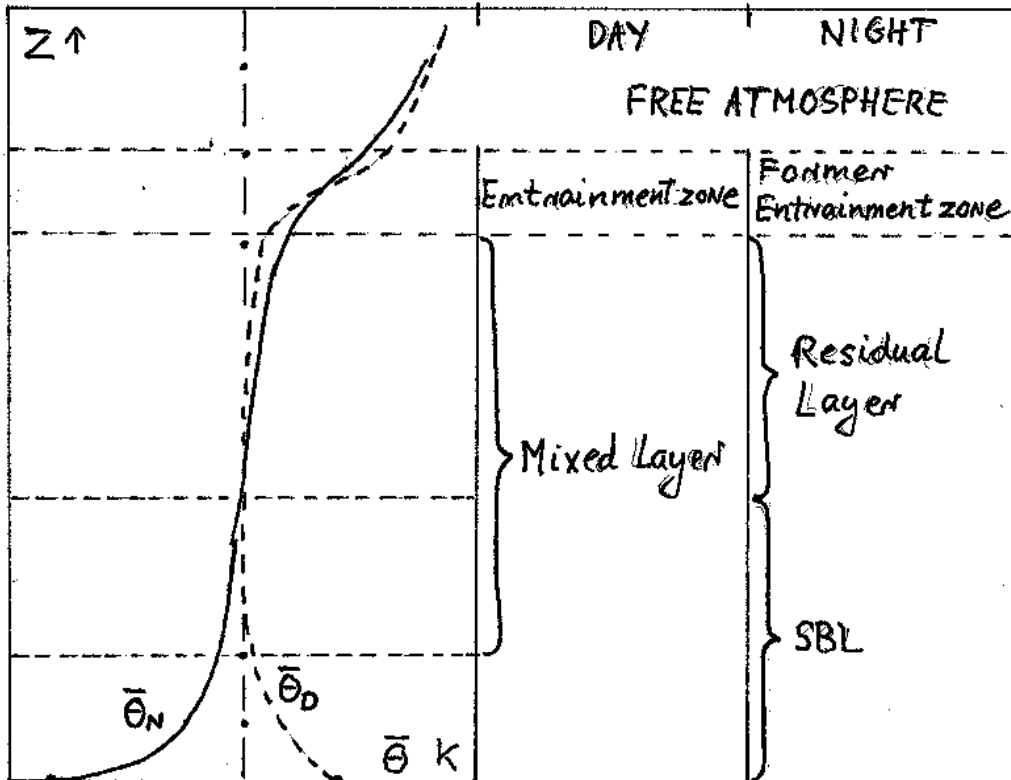 Z ↑
DAY
NIGHT
FREE ATMOSPHERE
Entrainment zone
Former
Entrainment zone
Residual
Layer
Mixed Layer
SBL
Θ̄N
Θ̄D
Θ̄ K